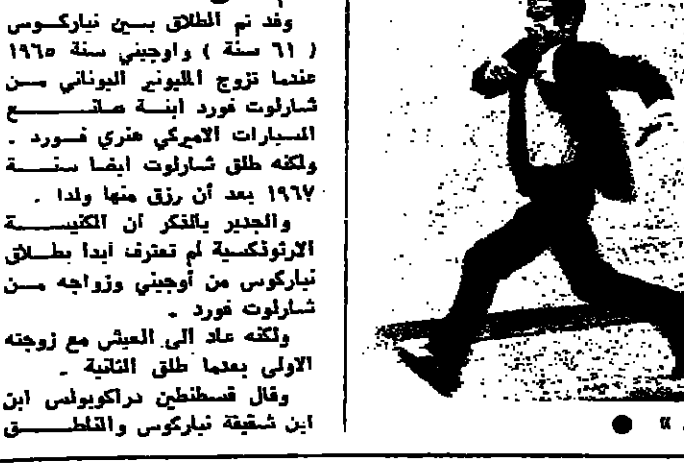 وقد تم الطلاق بين نياركوس
( ٦١ سنة ) واوجيني سنة ١٩٦٥
عندما تزوج المليونير اليوناني من
شارلوت فورد ابنة صانع
السيارات الاميركي هنري فورد .
ولكنه طلق شارلوت ايضا سنة
١٩٦٧ بعد أن رزق منها ولدا .
والجدير بالذكر ان الكنيسة
الارثوذكسية لم تعترف أبدا بطلاق
نياركوس من أوجيني وزواجه من
شارلوت فورد .
ولكنه عاد الى العيش مع زوجته
الاولى بعدما طلق الثانية .
وقال قسطنطين دراكوبولس ابن
ابن شقيقة نياركوس والناطق